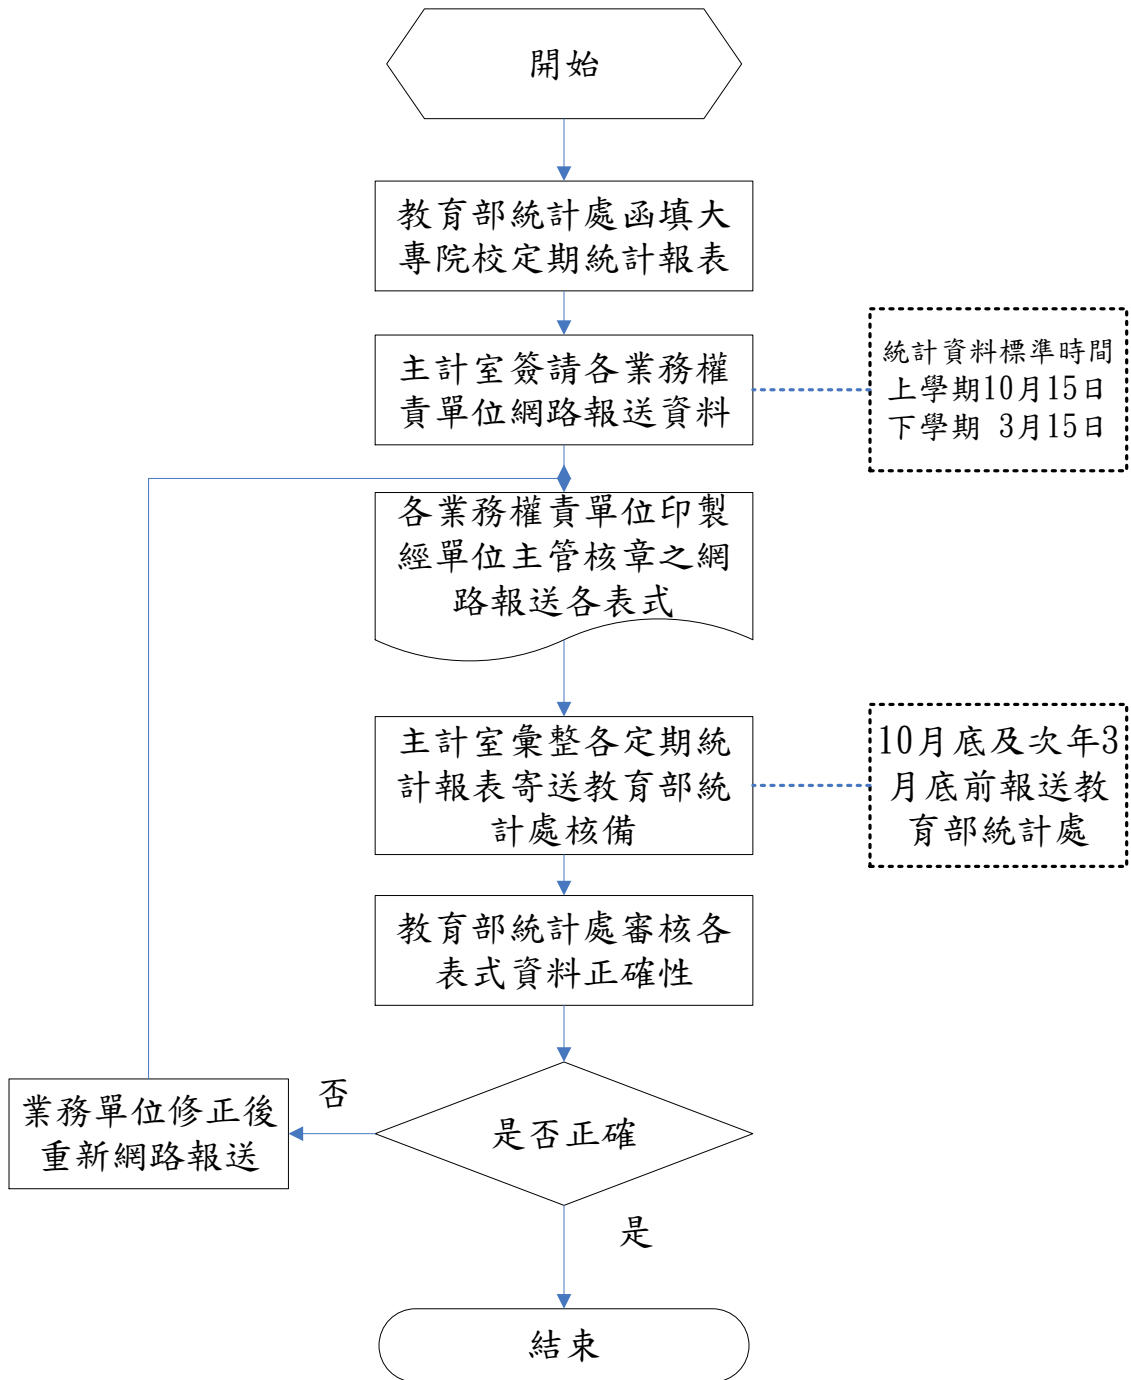 開始
教育部統計處函填大
專院校定期統計報表
主計室簽請各業務權
責單位網路報送資料
統計資料標準時間
上學期10月15日
下學期 3月15日
各業務權責單位印製
經單位主管核章之網
路報送各表式
主計室彙整各定期統
計報表寄送教育部統
計處核備
10月底及次年3
月底前報送教
育部統計處
教育部統計處審核各
表式資料正確性
是否正確
否
業務單位修正後
重新網路報送
是
結束